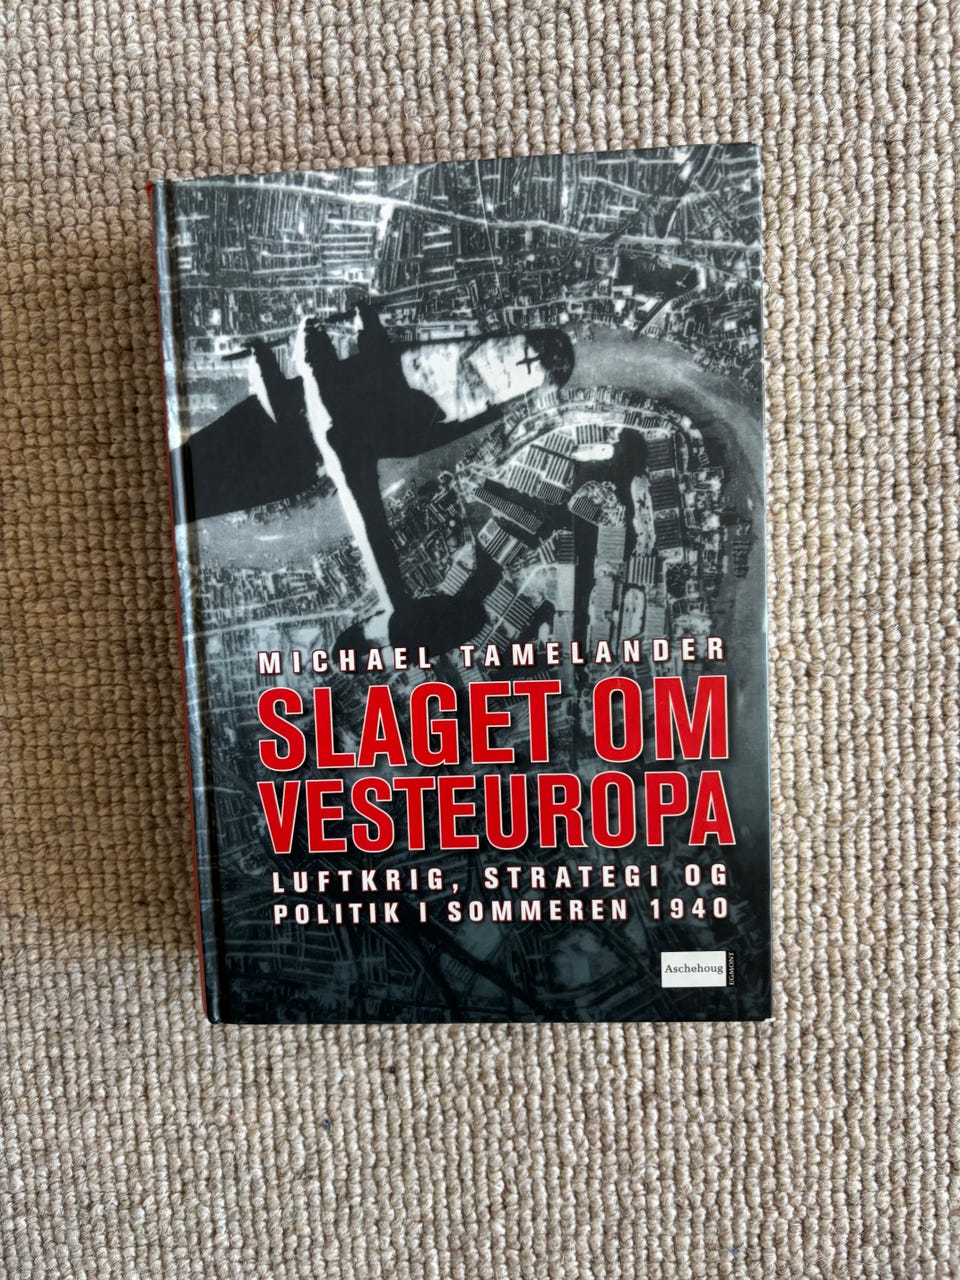 MICHAEL TAMELANDER
SLAGET OM
VESTEUROPA
LUFTKRIG, STRATEGI OG
POLITIK I SOMMEREN 1940
Aschehoug
EGMONT